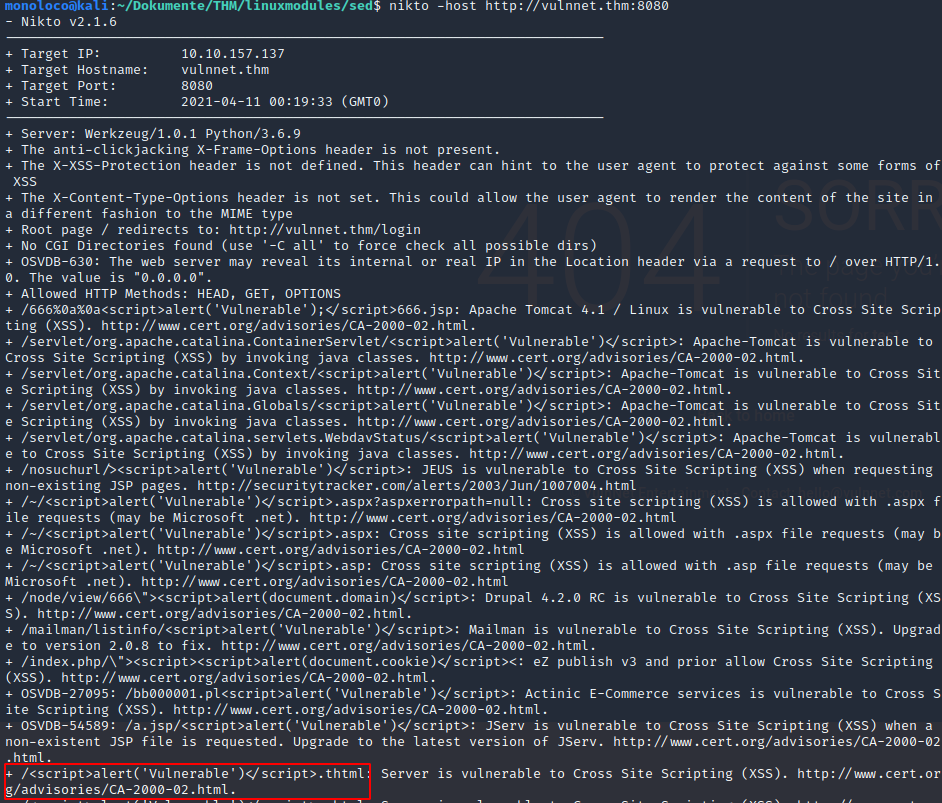 monoloco@kali:~/Dokumente/THM/linuxmodules/sed$ nikto -host http://vulnnet.thm:8080
- Nikto v2.1.6
---------------------------------------------------------------------------
+ Target IP:          10.10.157.137
+ Target Hostname:    vulnnet.thm
+ Target Port:        8080
+ Start Time:         2021-04-11 00:19:33 (GMT0)
---------------------------------------------------------------------------
+ Server: Werkzeug/1.0.1 Python/3.6.9
+ The anti-clickjacking X-Frame-Options header is not present.
+ The X-XSS-Protection header is not defined. This header can hint to the user agent to protect against some forms of
 XSS
+ The X-Content-Type-Options header is not set. This could allow the user agent to render the content of the site in
a different fashion to the MIME type
+ Root page / redirects to: http://vulnnet.thm/login
+ No CGI Directories found (use '-C all' to force check all possible dirs)
+ OSVDB-630: The web server may reveal its internal or real IP in the Location header via a request to / over HTTP/1.
0. The value is "0.0.0.0".
+ Allowed HTTP Methods: HEAD, GET, OPTIONS
+ /666%0a%0a<script>alert('Vulnerable');</script>666.jsp: Apache Tomcat 4.1 / Linux is vulnerable to Cross Site Scrip
ting (XSS). http://www.cert.org/advisories/CA-2000-02.html.
+ /servlet/org.apache.catalina.ContainerServlet/<script>alert('Vulnerable')</script>: Apache-Tomcat is vulnerable to
Cross Site Scripting (XSS) by invoking java classes. http://www.cert.org/advisories/CA-2000-02.html.
+ /servlet/org.apache.catalina.Context/<script>alert('Vulnerable')</script>: Apache-Tomcat is vulnerable to Cross Sit
e Scripting (XSS) by invoking java classes. http://www.cert.org/advisories/CA-2000-02.html.
+ /servlet/org.apache.catalina.Globals/<script>alert('Vulnerable')</script>: Apache-Tomcat is vulnerable to Cross Sit
e Scripting (XSS) by invoking java classes. http://www.cert.org/advisories/CA-2000-02.html.
+ /servlet/org.apache.catalina.servlets.WebdavStatus/<script>alert('Vulnerable')</script>: Apache-Tomcat is vulnerabl
e to Cross Site Scripting (XSS) by invoking java classes. http://www.cert.org/advisories/CA-2000-02.html.
+ /nosuchurl/><script>alert('Vulnerable')</script>: JEUS is vulnerable to Cross Site Scripting (XSS) when requesting
non-existing JSP pages. http://securitytracker.com/alerts/2003/Jun/1007004.html
+ /~/<script>alert('Vulnerable')</script>.aspx?aspxerrorpath=null: Cross site scripting (XSS) is allowed with .aspx f
ile requests (may be Microsoft .net). http://www.cert.org/advisories/CA-2000-02.html
+ /~/<script>alert('Vulnerable')</script>.aspx: Cross site scripting (XSS) is allowed with .aspx file requests (may b
e Microsoft .net). http://www.cert.org/advisories/CA-2000-02.html
+ /~/<script>alert('Vulnerable')</script>.asp: Cross site scripting (XSS) is allowed with .asp file requests (may be
Microsoft .net). http://www.cert.org/advisories/CA-2000-02.html
+ /node/view/666\"><script>alert(document.domain)</script>: Drupal 4.2.0 RC is vulnerable to Cross Site Scripting (XS
S). http://www.cert.org/advisories/CA-2000-02.html.
+ /mailman/listinfo/<script>alert('Vulnerable')</script>: Mailman is vulnerable to Cross Site Scripting (XSS). Upgrad
e to version 2.0.8 to fix. http://www.cert.org/advisories/CA-2000-02.html.
+ /index.php/\"><script><script>alert(document.cookie)</script><: eZ publish v3 and prior allow Cross Site Scripting
(XSS). http://www.cert.org/advisories/CA-2000-02.html.
+ OSVDB-27095: /bb000001.pl<script>alert('Vulnerable')</script>: Actinic E-Commerce services is vulnerable to Cross S
ite Scripting (XSS). http://www.cert.org/advisories/CA-2000-02.html.
+ OSVDB-54589: /a.jsp/<script>alert('Vulnerable')</script>: JServ is vulnerable to Cross Site Scripting (XSS) when a
non-existent JSP file is requested. Upgrade to the latest version of JServ. http://www.cert.org/advisories/CA-2000-02
.html.
+ /<script>alert('Vulnerable')</script>.thtml: Server is vulnerable to Cross Site Scripting (XSS). http://www.cert.or
g/advisories/CA-2000-02.html.
404